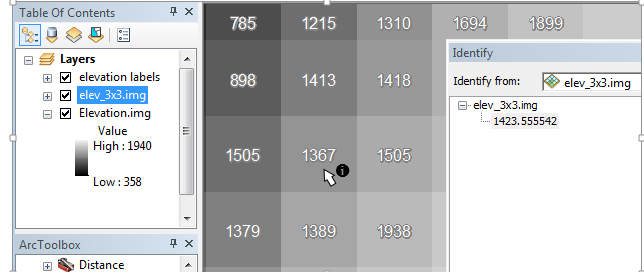 Table Of Contents
Layers
elevation labels
elev_3x3.img
Elevation.img
Value
High : 1940
Low : 358
ArcToolbox
Distance
785 1215 1310 1694 1899
898 1413 1418
1505 1367 1505
1379 1389 1938
Identify
Identify from: elev_3x3.img
elev_3x3.img
1423.555542